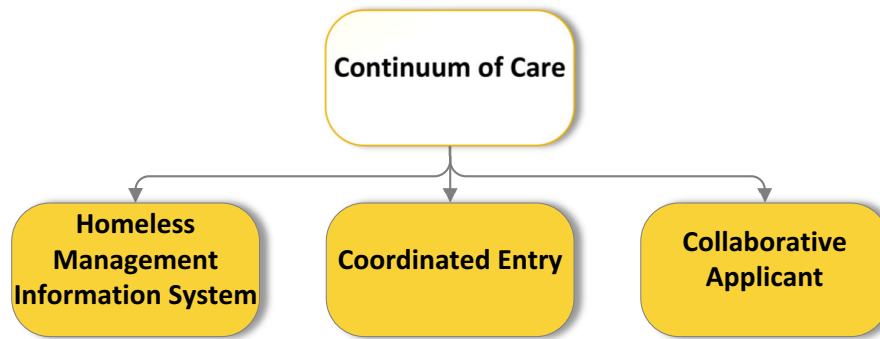 Continuum of Care
Homeless
Management
Information System
Coordinated Entry
Collaborative
Applicant